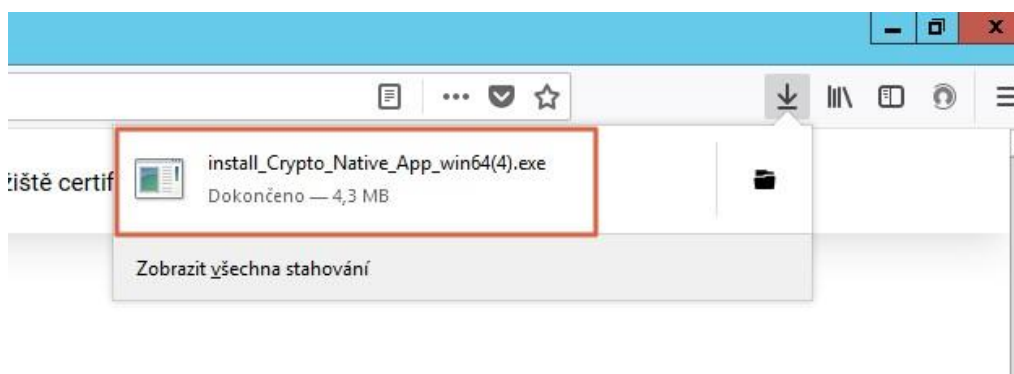 install_Crypto_Native_App_win64(4).exe
Dokončeno — 4,3 MB
žiště certif
Zobrazit všechna stahování